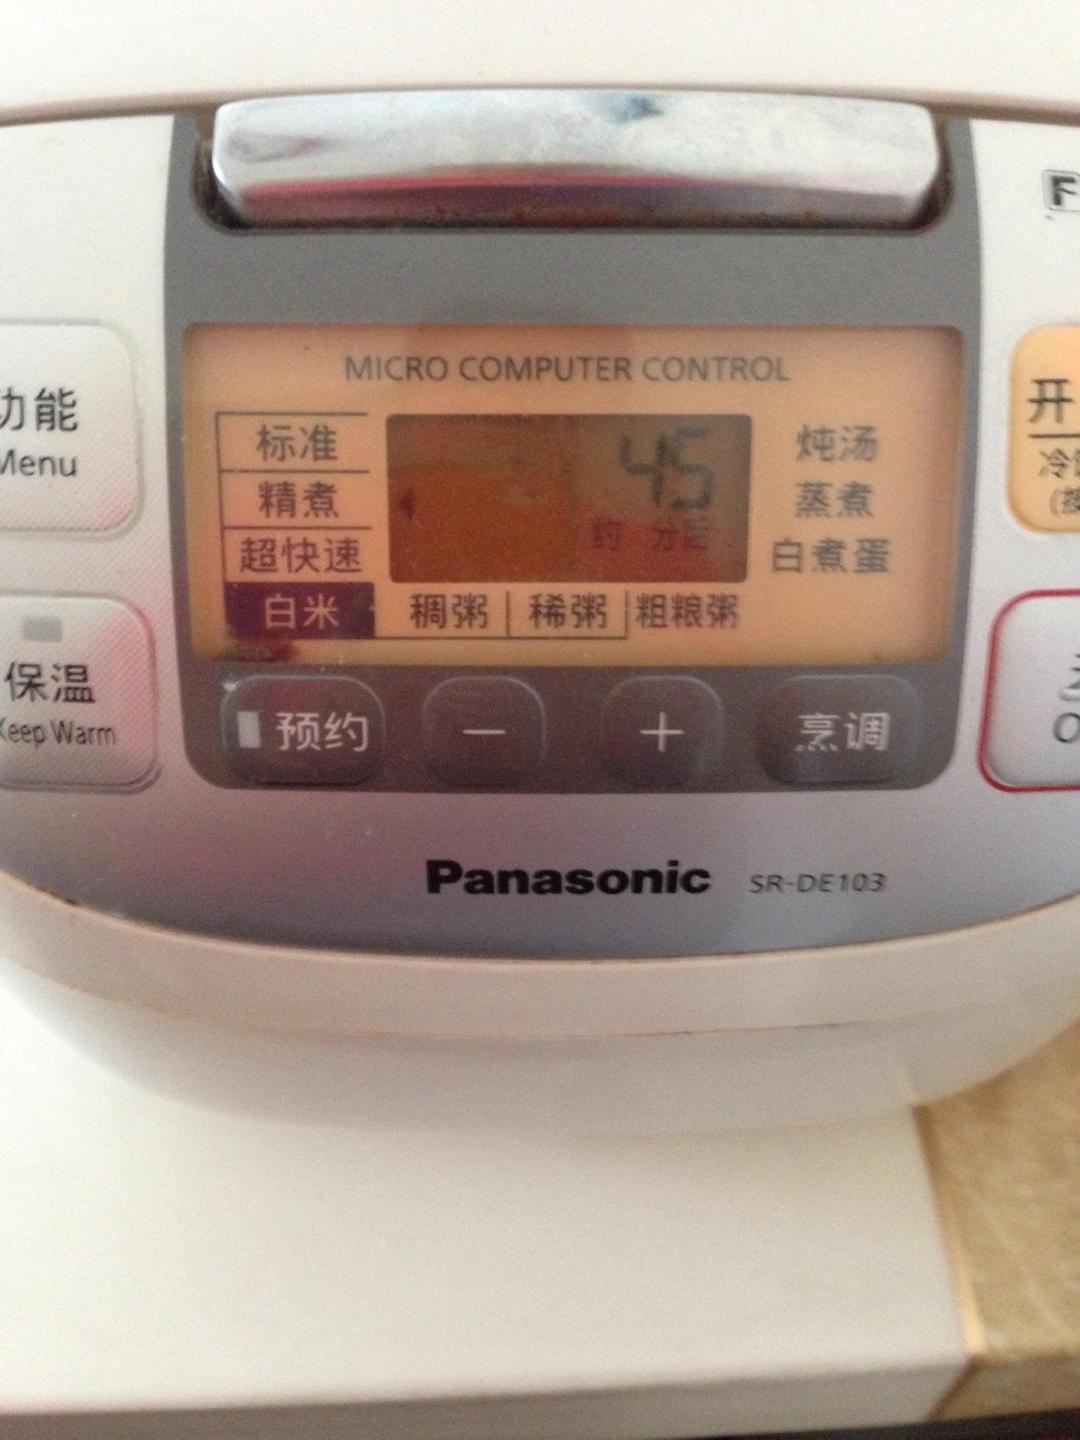 F
MICRO COMPUTER CONTROL
标准
精煮
超快速
白米
45
约 分后
稠粥
稀粥
粗粮粥
炖汤
蒸煮
白煮蛋
功能
Menu
保温
Keep Warm
开
预约
−
+
烹调
Panasonic SR-DE103